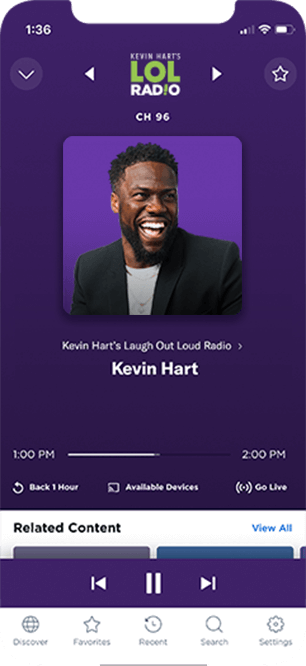 1:36
KEVIN HART'S
LOL
RADIO
CH 96
Kevin Hart's Laugh Out Loud Radio
Kevin Hart
1:00 PM 2:00 PM
Back 1 Hour Available Devices Go Live
Related Content View All
Discover Favorites Recent Search Settings